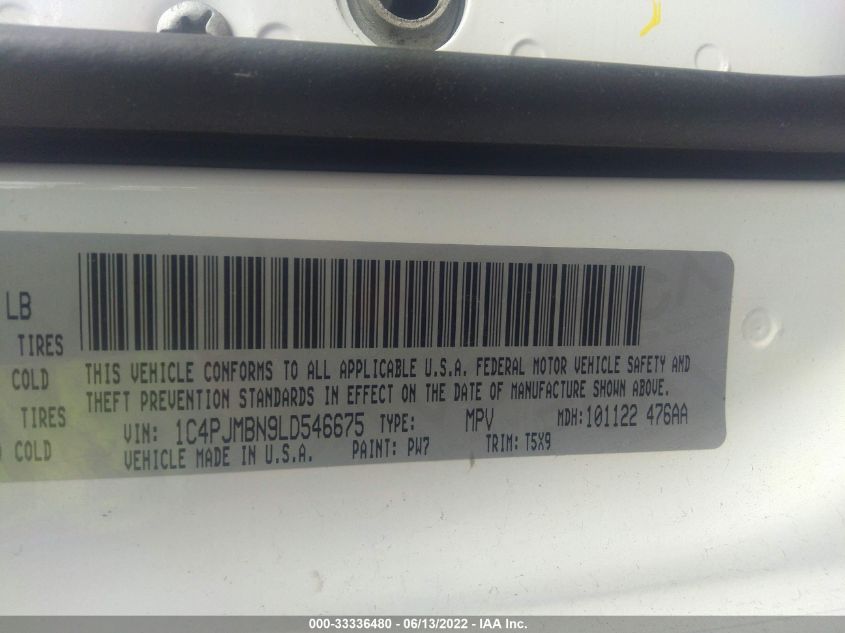 LB
TIRES
COLD
TIRES
COLD
THIS VEHICLE CONFORMS TO ALL APPLICABLE U.S.A. FEDERAL MOTOR VEHICLE SAFETY AND
THEFT PREVENTION STANDARDS IN EFFECT ON THE DATE OF MANUFACTURE SHOWN ABOVE.
VIN: 1C4PJMBN9LD546675 TYPE: MPV MDH:101122 476AA
VEHICLE MADE IN U.S.A. PAINT: PW7 TRIM: T5X9
000-33336480 - 06/13/2022 - IAA Inc.